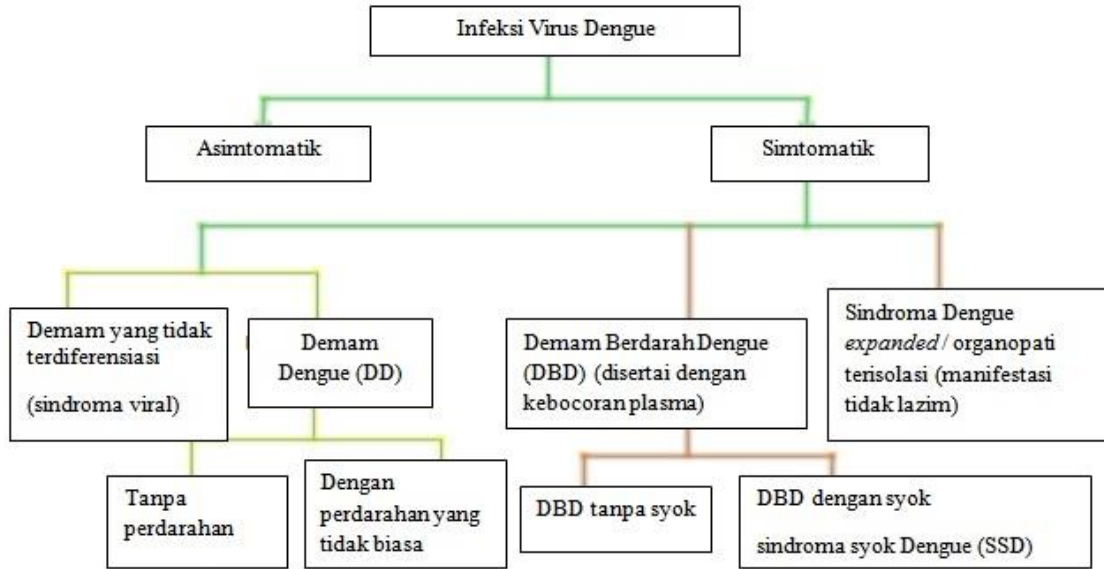 Infeksi Virus Dengue
Asimtomatik
Simtomatik
Demam yang tidak
terdiferensiasi
(sindroma viral)
Demam
Dengue (DD)
Demam Berdarah Dengue
(DBD) (disertai dengan
kebocoran plasma)
Sindroma Dengue
expanded / organopati
terisolasi (manifestasi
tidak lazim)
Tanpa
perdarahan
Dengan
perdarahan yang
tidak biasa
DBD tanpa syok
DBD dengan syok
sindroma syok Dengue (SSD)